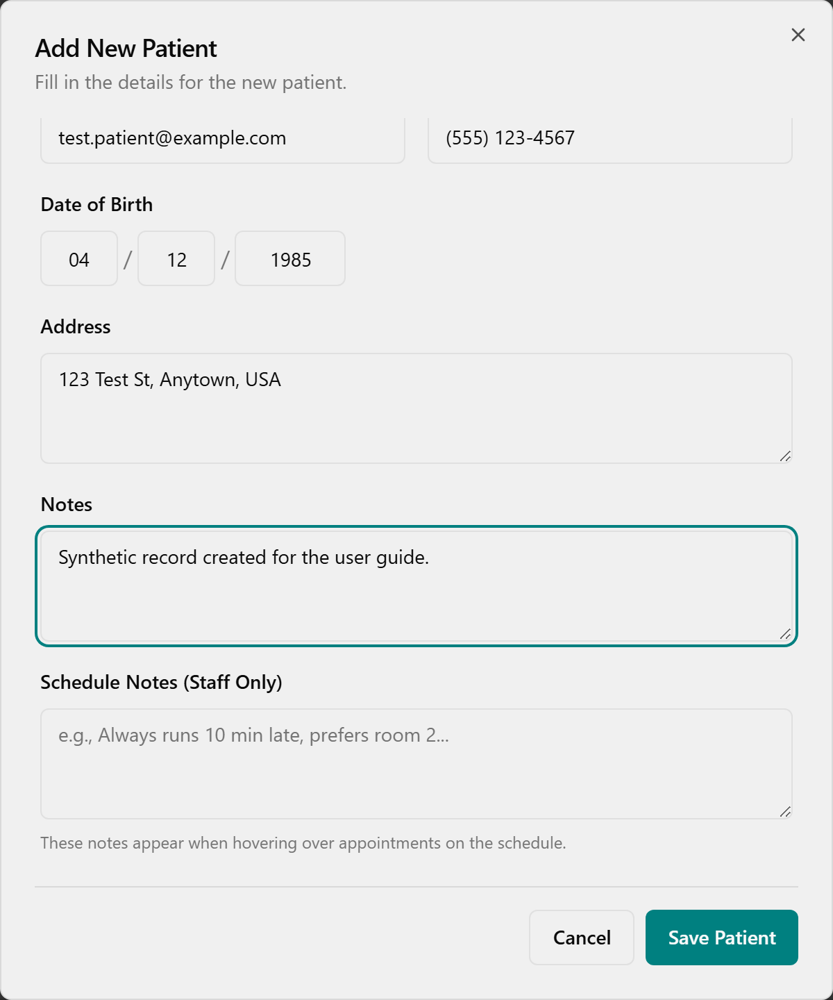 Add New Patient
Fill in the details for the new patient.
test.patient@example.com
(555) 123-4567
Date of Birth
04 / 12 / 1985
Address
123 Test St, Anytown, USA
Notes
Synthetic record created for the user guide.
Schedule Notes (Staff Only)
e.g., Always runs 10 min late, prefers room 2...
These notes appear when hovering over appointments on the schedule.
Cancel
Save Patient